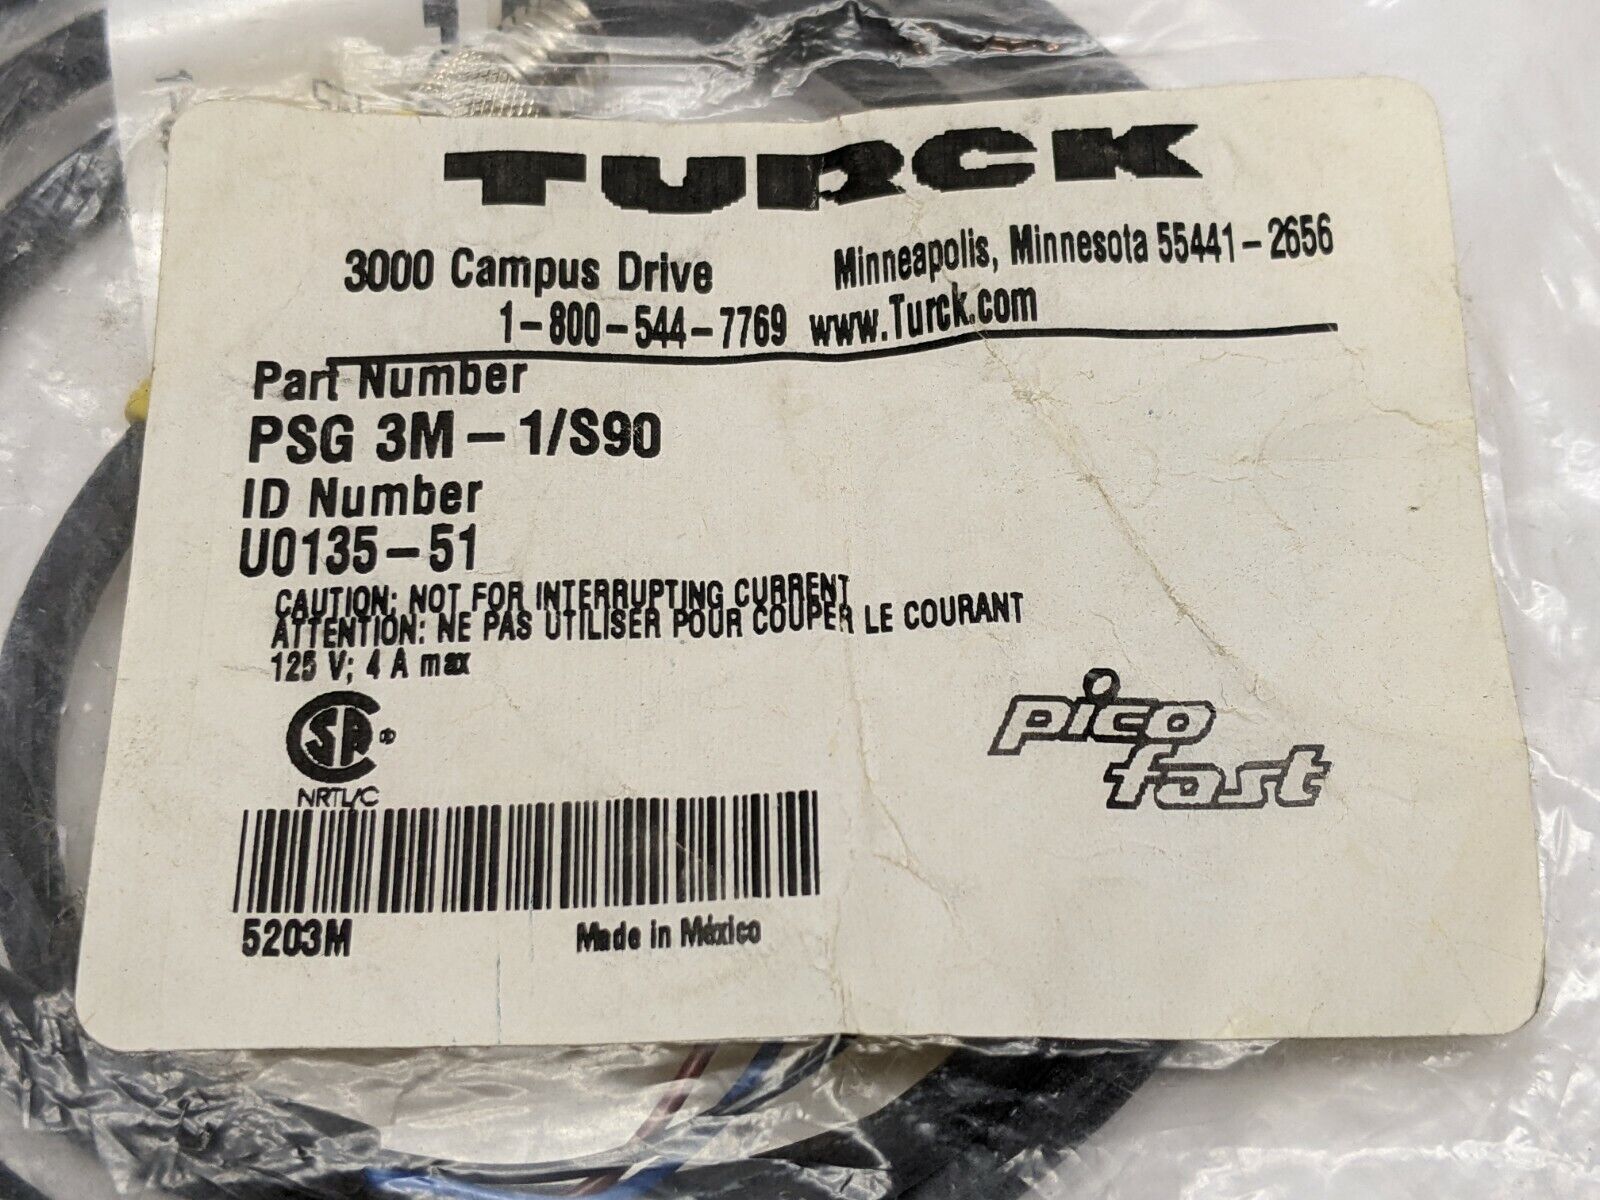 TURCK
3000 Campus Drive Minneapolis, Minnesota 55441-2656
1-800-544-7769 www.Turck.com
Part Number
PSG 3M-1/S90
ID Number
U0135-51
CAUTION: NOT FOR INTERRUPTING CURRENT
ATTENTION: NE PAS UTILISER POUR COUPER LE COURANT
125 V; 4 A max
pico
fast
CSA ®
NRTL/C
5203M Made in México